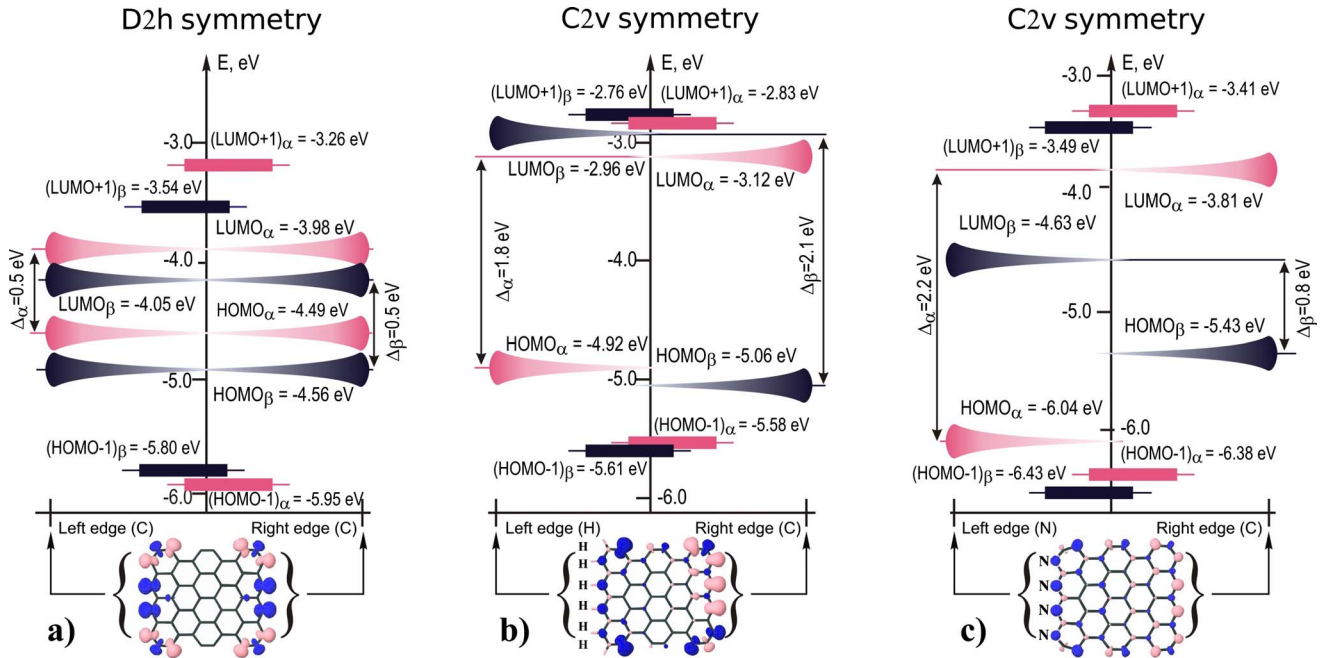 D2h symmetry
E, eV
(LUMO+1)α = -3.26 eV
-3.0
(LUMO+1)β = -3.54 eV
LUMOα = -3.98 eV
-4.0
LUMOβ = -4.05 eV
HOMOα = -4.49 eV
Δα=0.5 eV
Δβ=0.5 eV
-5.0
HOMOβ = -4.56 eV
(HOMO-1)β = -5.80 eV
(HOMO-1)α = -5.95 eV
-6.0
Left edge (C)
Right edge (C)
a)
C2v symmetry
E, eV
(LUMO+1)β = -2.76 eV
(LUMO+1)α = -2.83 eV
-3.0
LUMOβ = -2.96 eV
LUMOα = -3.12 eV
Δα=1.8 eV
-4.0
Δβ=2.1 eV
HOMOα = -4.92 eV
HOMOβ = -5.06 eV
-5.0
(HOMO-1)α = -5.58 eV
(HOMO-1)β = -5.61 eV
-6.0
Left edge (H)
Right edge (C)
H
H
H
H
H
H
b)
C2v symmetry
E, eV
-3.0
(LUMO+1)α = -3.41 eV
(LUMO+1)β = -3.49 eV
-4.0
LUMOα = -3.81 eV
LUMOβ = -4.63 eV
Δα=2.2 eV
Δβ=0.8 eV
-5.0
HOMOβ = -5.43 eV
HOMOα = -6.04 eV
-6.0
(HOMO-1)α = -6.38 eV
(HOMO-1)β = -6.43 eV
Left edge (N)
Right edge (C)
N
N
N
N
c)